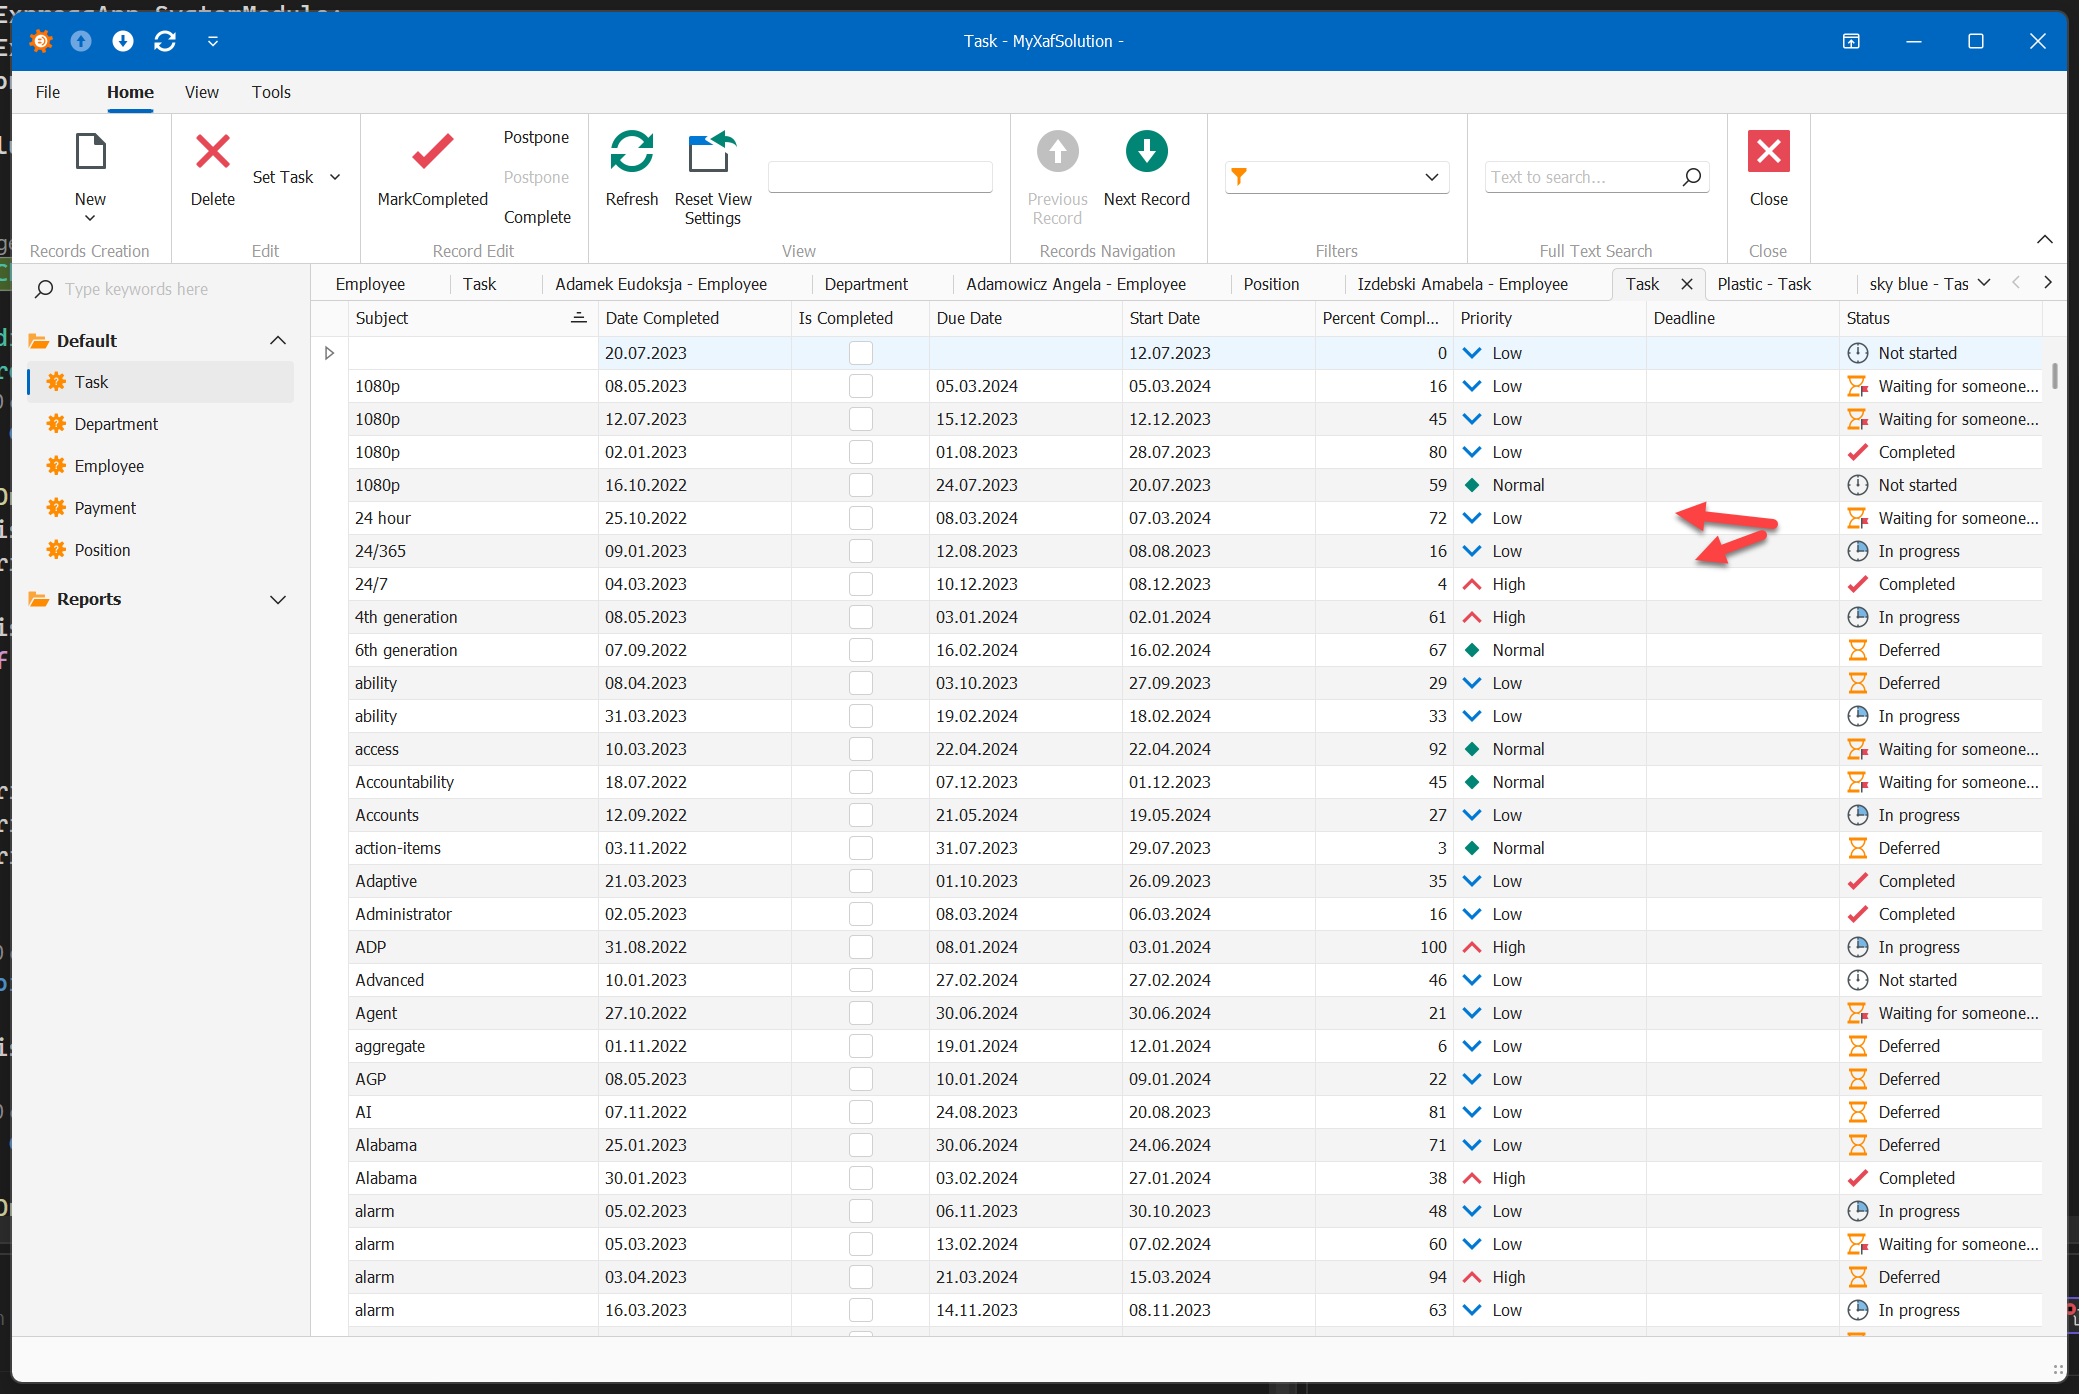 Task - MyXafSolution -
File Home View Tools
New
Records Creation
Delete
Set Task
Edit
MarkCompleted
Postpone
Postpone
Complete
Record Edit
Refresh
Reset View
Settings
View
Previous
Record
Next Record
Records Navigation
Filters
Text to search...
Full Text Search
Close
Close
Type keywords here
Default
Task
Department
Employee
Payment
Position
Reports
Employee Task Adamek Eudoksja - Employee Department Adamowicz Angela - Employee Position Izdebski Amabela - Employee Task Plastic - Task sky blue - Tas
Subject Date Completed Is Completed Due Date Start Date Percent Compl... Priority Deadline Status
20.07.2023 12.07.2023 0 Low Not started
1080p 08.05.2023 05.03.2024 05.03.2024 16 Low Waiting for someone...
1080p 12.07.2023 15.12.2023 12.12.2023 45 Low Waiting for someone...
1080p 02.01.2023 01.08.2023 28.07.2023 80 Low Completed
1080p 16.10.2022 24.07.2023 20.07.2023 59 Normal Not started
24 hour 25.10.2022 08.03.2024 07.03.2024 72 Low Waiting for someone...
24/365 09.01.2023 12.08.2023 08.08.2023 16 Low In progress
24/7 04.03.2023 10.12.2023 08.12.2023 4 High Completed
4th generation 08.05.2023 03.01.2024 02.01.2024 61 High In progress
6th generation 07.09.2022 16.02.2024 16.02.2024 67 Normal Deferred
ability 08.04.2023 03.10.2023 27.09.2023 29 Low Deferred
ability 31.03.2023 19.02.2024 18.02.2024 33 Low In progress
access 10.03.2023 22.04.2024 22.04.2024 92 Normal Waiting for someone...
Accountability 18.07.2022 07.12.2023 01.12.2023 45 Normal Waiting for someone...
Accounts 12.09.2022 21.05.2024 19.05.2024 27 Low In progress
action-items 03.11.2022 31.07.2023 29.07.2023 3 Normal Deferred
Adaptive 21.03.2023 01.10.2023 26.09.2023 35 Low Completed
Administrator 02.05.2023 08.03.2024 06.03.2024 16 Low Completed
ADP 31.08.2022 08.01.2024 03.01.2024 100 High In progress
Advanced 10.01.2023 27.02.2024 27.02.2024 46 Low Not started
Agent 27.10.2022 30.06.2024 30.06.2024 21 Low Waiting for someone...
aggregate 01.11.2022 19.01.2024 12.01.2024 6 Low Deferred
AGP 08.05.2023 10.01.2024 09.01.2024 22 Low Deferred
AI 07.11.2022 24.08.2023 20.08.2023 81 Low Deferred
Alabama 25.01.2023 30.06.2024 24.06.2024 71 Low Deferred
Alabama 30.01.2023 03.02.2024 27.01.2024 38 High Completed
alarm 05.02.2023 06.11.2023 30.10.2023 48 Low In progress
alarm 05.03.2023 13.02.2024 07.02.2024 60 Low Waiting for someone...
alarm 03.04.2023 21.03.2024 15.03.2024 94 High Deferred
alarm 16.03.2023 14.11.2023 08.11.2023 63 Low In progress